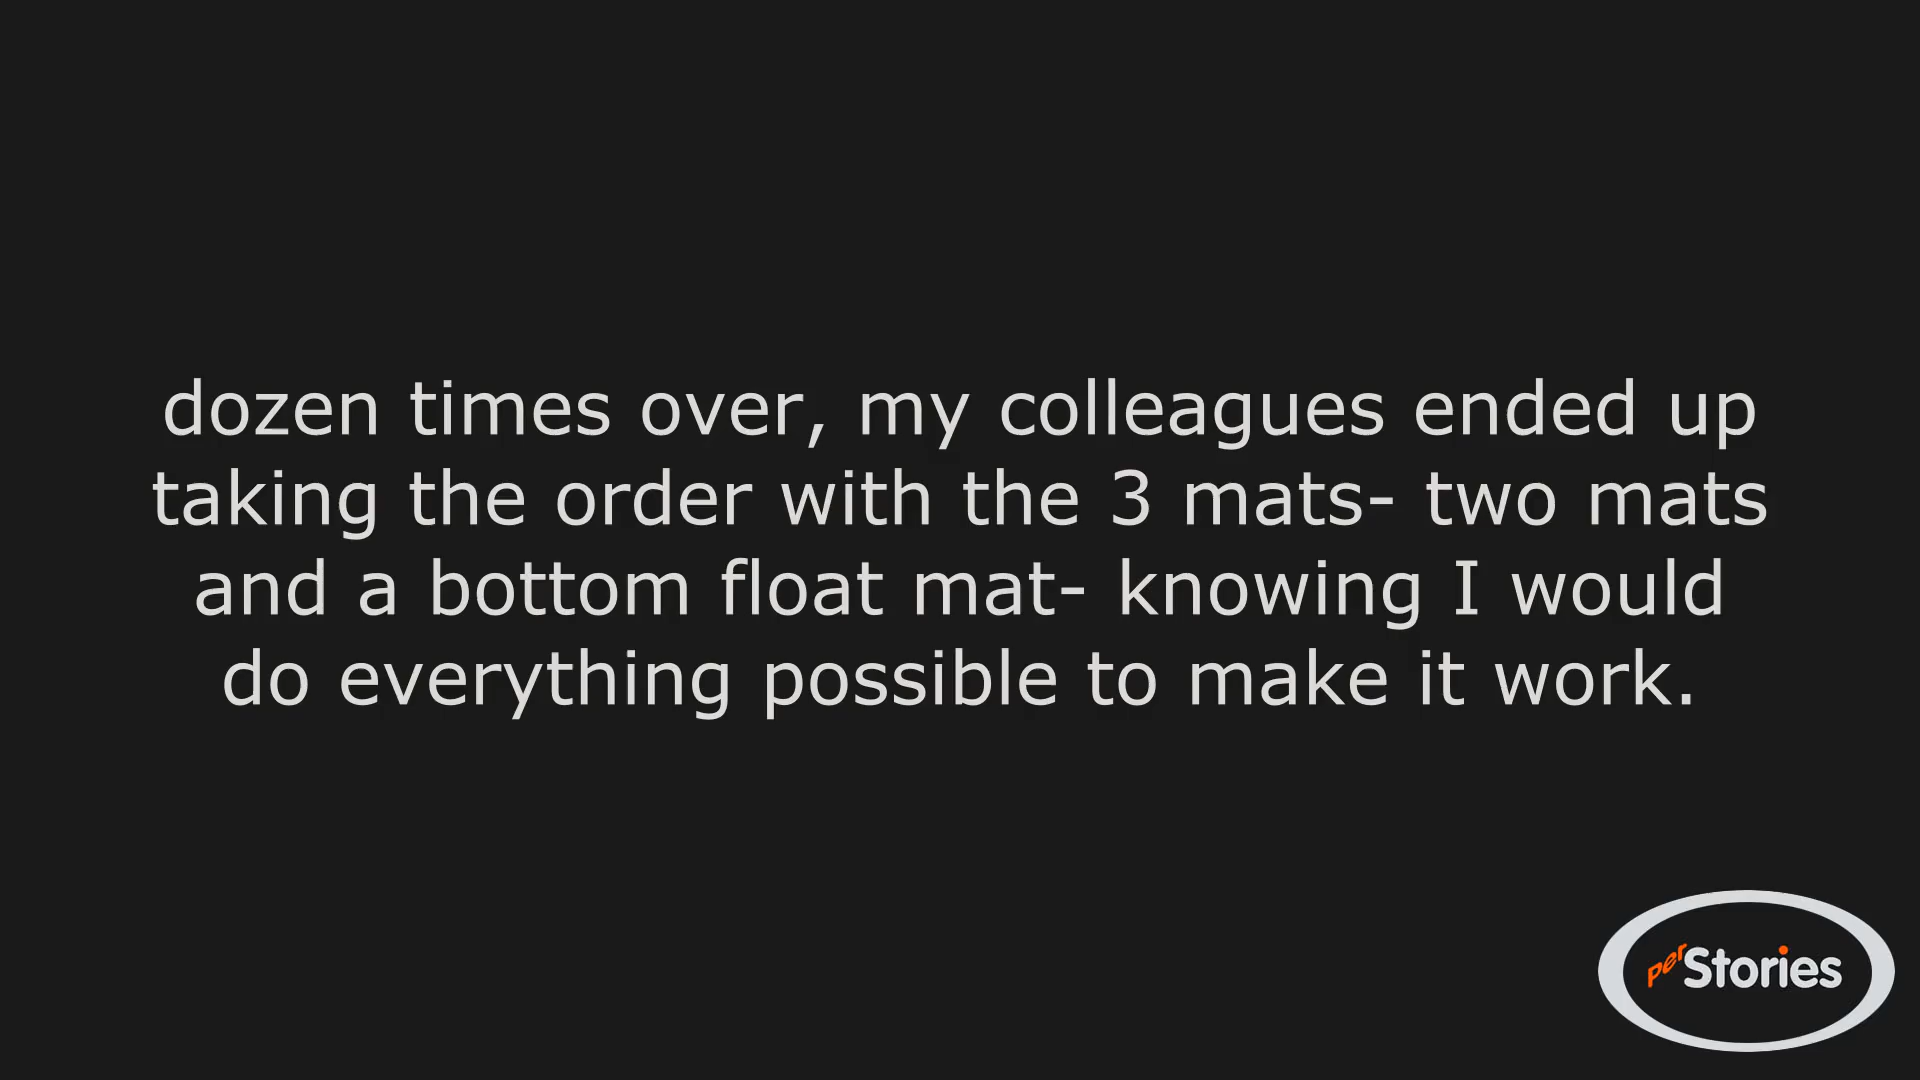 dozen times over, my colleagues ended up
taking the order with the 3 mats- two mats
and a bottom float mat- knowing I would
do everything possible to make it work.
perStories